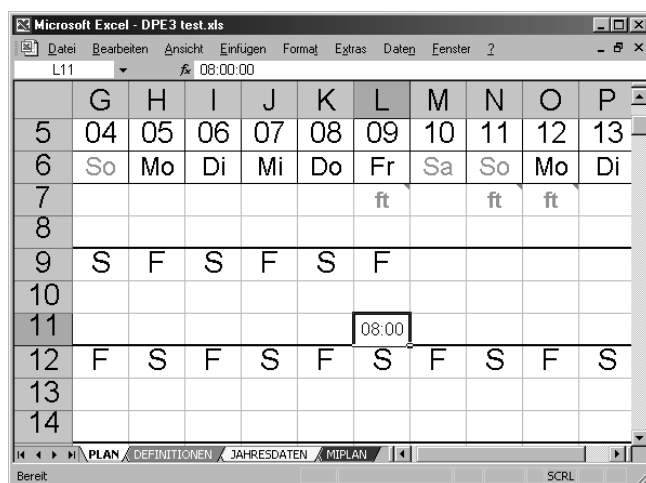 Microsoft Excel - DPE3 test.xls
Datei Bearbeiten Ansicht Einfügen Format Extras Daten Fenster ?
L11 fx 08:00:00
G H I J K L M N O P
5 04 05 06 07 08 09 10 11 12 13
6 So Mo Di Mi Do Fr Sa So Mo Di
7 ft ft ft
8
9 S F S F S F
10
11 08:00
12 F S F S F S F S F S
13
14
PLAN DEFINITIONEN JAHRESDATEN MIPLAN
Bereit SCRL